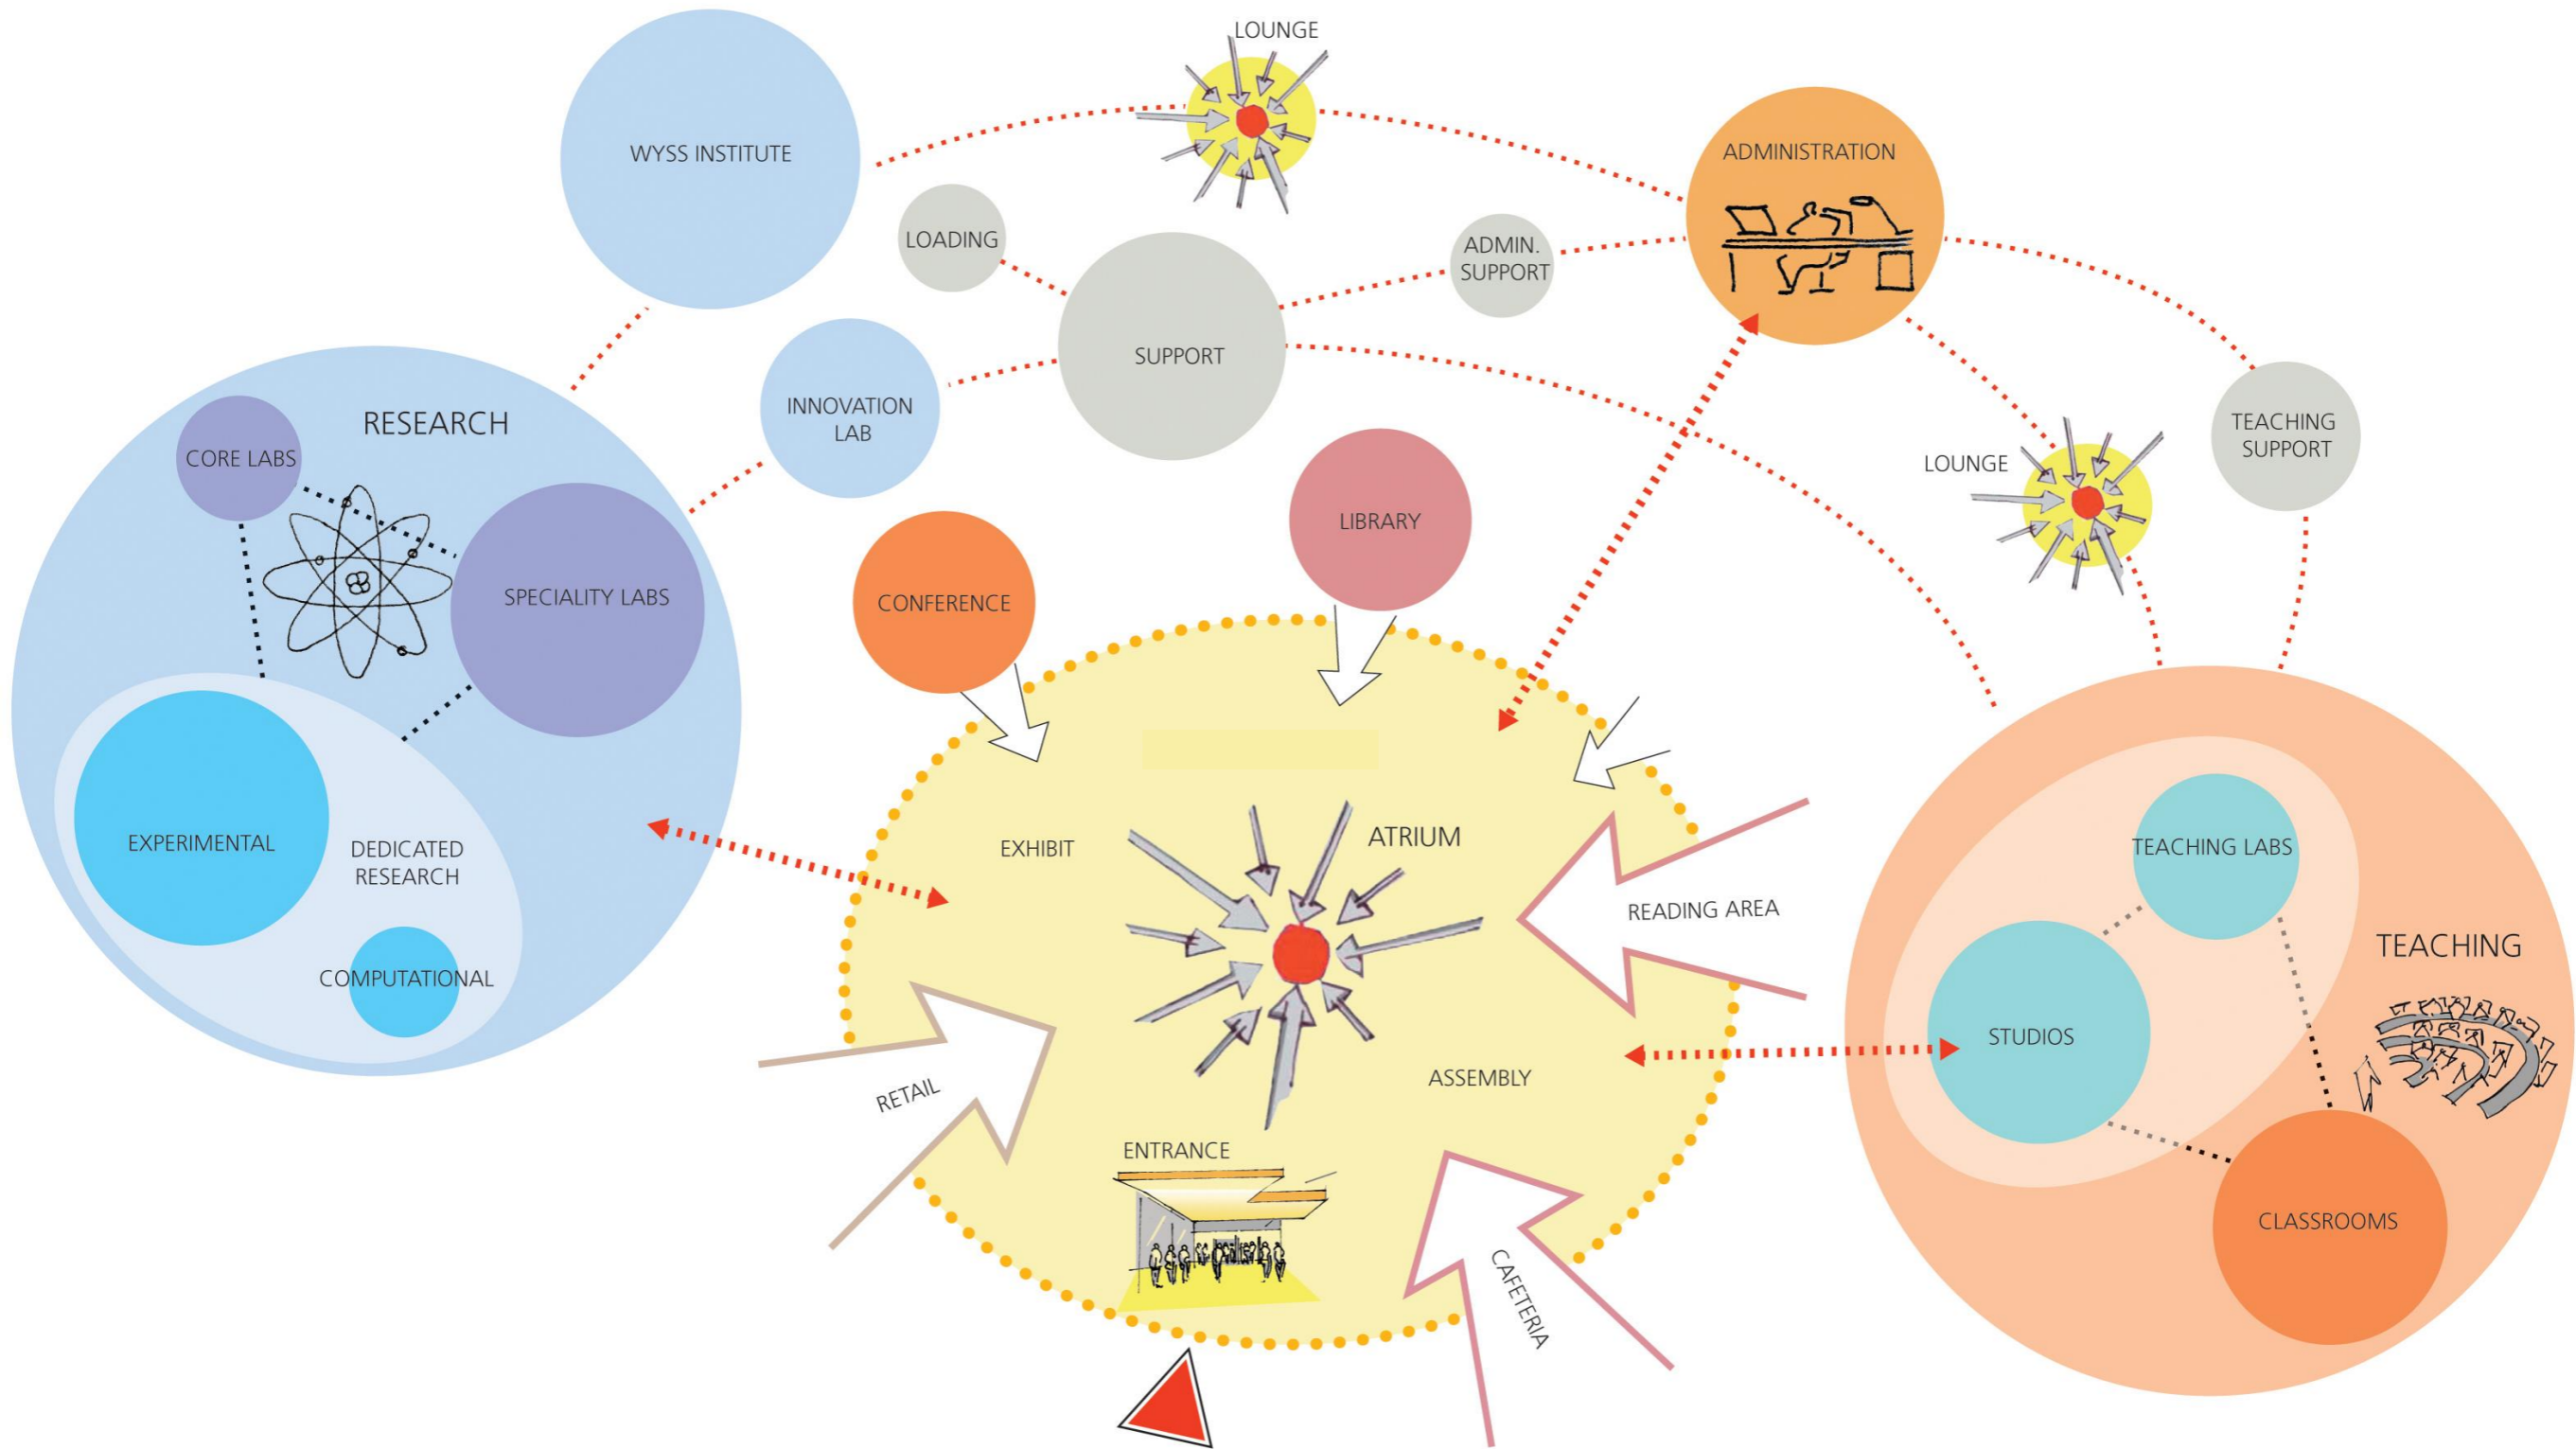 LOUNGE
WYSS INSTITUTE
ADMINISTRATION
LOADING
ADMIN.
SUPPORT
SUPPORT
INNOVATION
LAB
RESEARCH
CORE LABS
SPECIALITY LABS
TEACHING
SUPPORT
LOUNGE
LIBRARY
CONFERENCE
EXPERIMENTAL
DEDICATED
RESEARCH
COMPUTATIONAL
EXHIBIT
ATRIUM
READING AREA
TEACHING LABS
TEACHING
STUDIOS
RETAIL
ASSEMBLY
ENTRANCE
CAFETERIA
CLASSROOMS